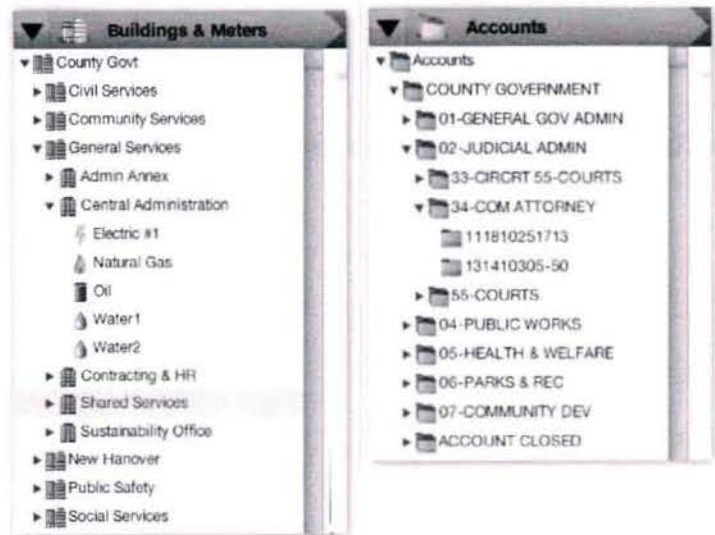 Buildings & Meters
County Govt
Civil Services
Community Services
General Services
Admin Annex
Central Administration
Electric #1
Natural Gas
Oil
Water1
Water2
Contracting & HR
Shared Services
Sustainability Office
New Hanover
Public Safety
Social Services
Accounts
Accounts
COUNTY GOVERNMENT
01-GENERAL GOV ADMIN
02-JUDICIAL ADMIN
33-CIRCRT 55-COURTS
34-COM ATTORNEY
111810251713
131410305-50
55-COURTS
04-PUBLIC WORKS
05-HEALTH & WELFARE
06-PARKS & REC
07-COMMUNITY DEV
ACCOUNT CLOSED